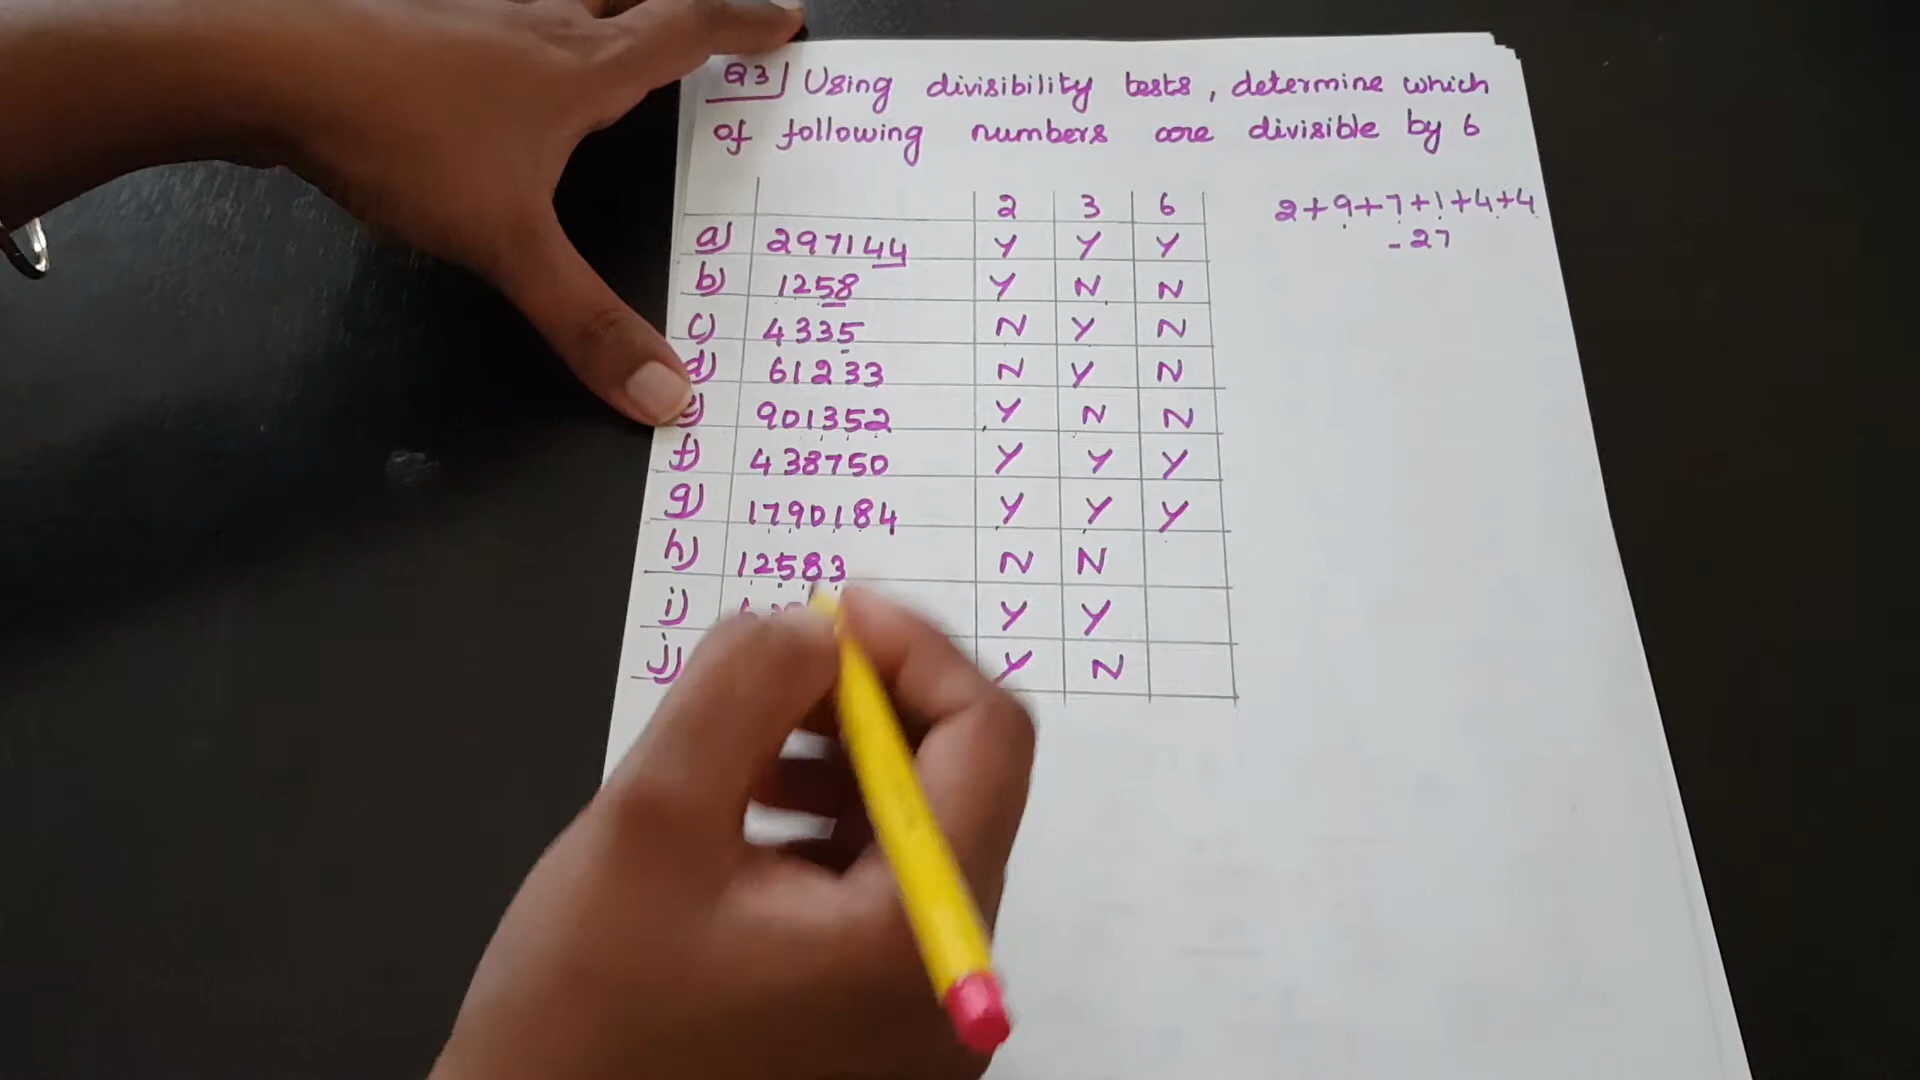 Q3 Using divisibility tests, determine which
of following numbers are divisible by 6
2 3 6
2+9+7+1+4+4
- 27
a) 297144 Y Y Y
b) 1258 Y N N
c) 4335 N Y N
d) 61233 N Y N
e) 901352 Y N N
f) 438750 Y Y Y
g) 1790184 Y Y Y
h) 12583 N N
i) Y Y
j) Y N